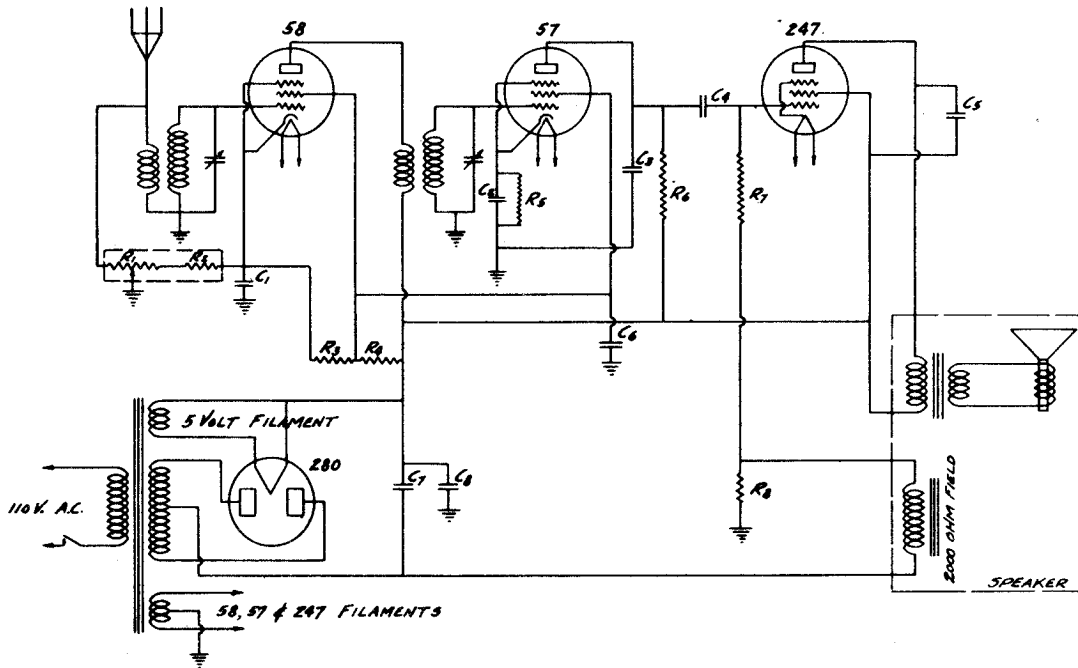 58
57
247
C4
C5
C3
R6
R7
C2
R5
R1
R2
C1
C6
R3
R4
5 VOLT FILAMENT
280
C7
C8
R8
110 V. A.C.
2000 OHM FIELD
SPEAKER
58, 57 & 247 FILAMENTS